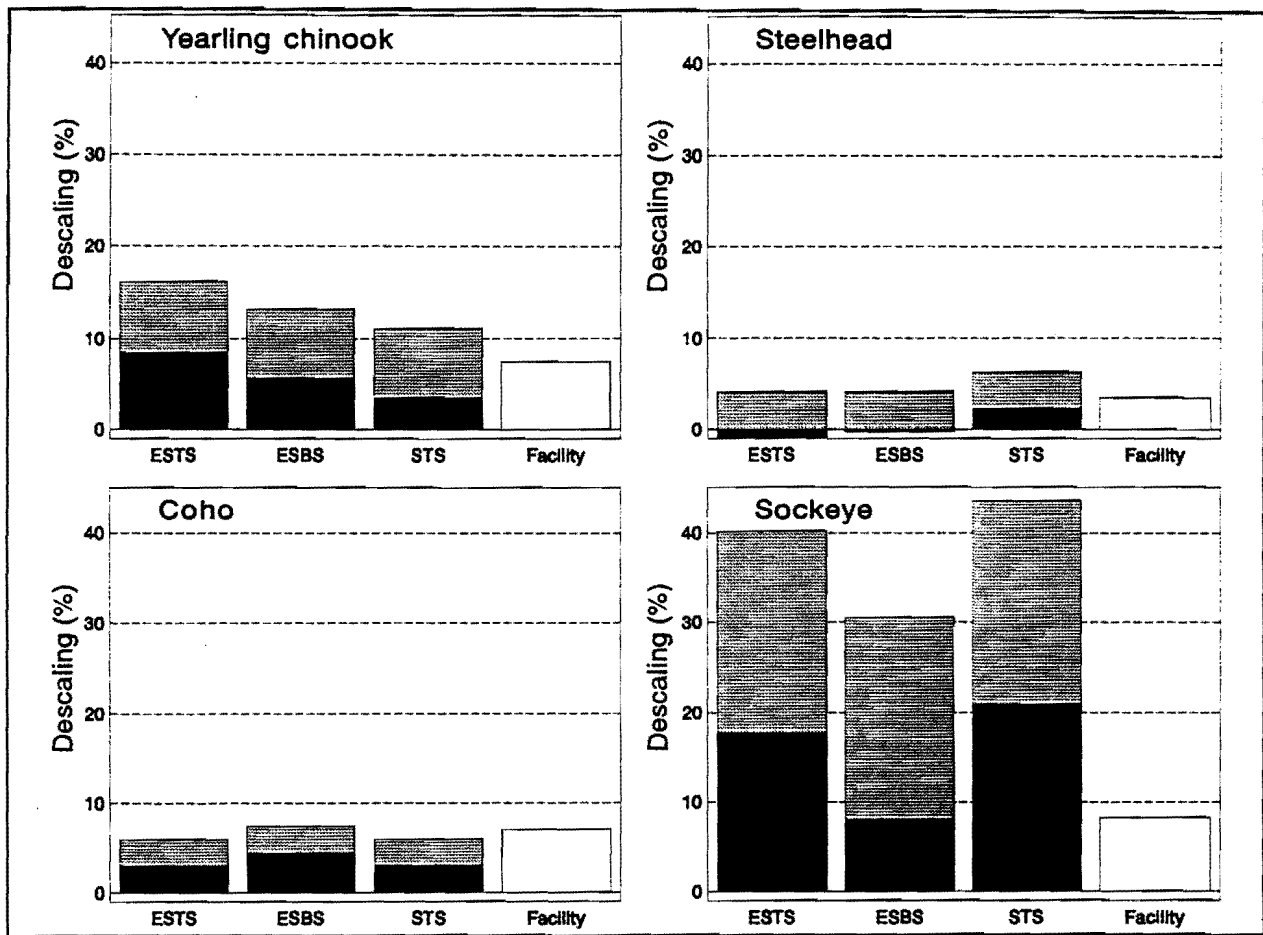 Yearling chinook
Descaling (%)
40
30
20
10
0
ESTS ESBS STS Facility
Steelhead
Descaling (%)
40
30
20
10
0
ESTS ESBS STS Facility
Coho
Descaling (%)
40
30
20
10
0
ESTS ESBS STS Facility
Sockeye
Descaling (%)
40
30
20
10
0
ESTS ESBS STS Facility